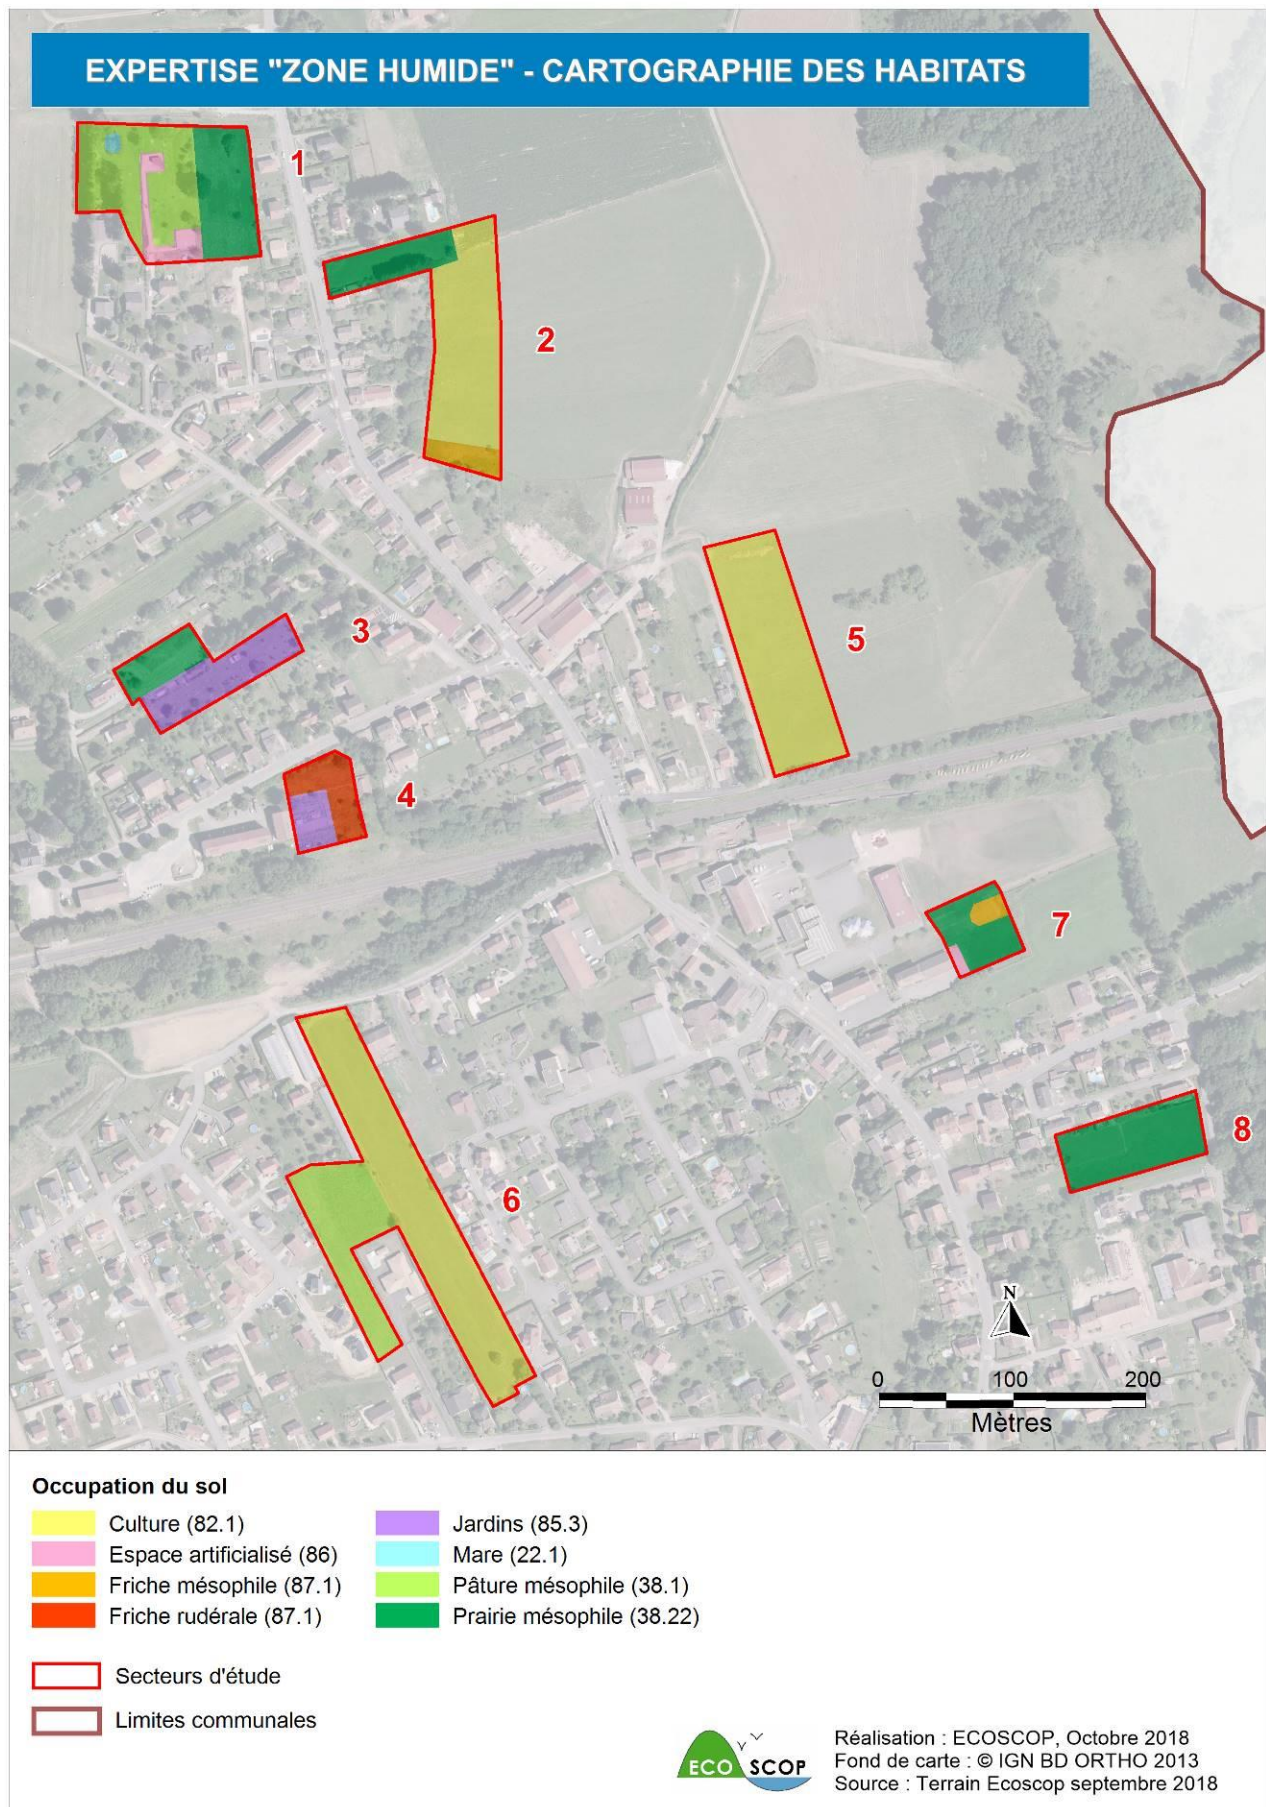 EXPERTISE "ZONE HUMIDE" - CARTOGRAPHIE DES HABITATS
1
2
3
4
5
6
7
8
N
0 100 200
Mètres
Occupation du sol
Culture (82.1)
Espace artificialisé (86)
Friche mésophile (87.1)
Friche rudérale (87.1)
Jardins (85.3)
Mare (22.1)
Pâture mésophile (38.1)
Prairie mésophile (38.22)
Secteurs d'étude
Limites communales
ECO SCOP
Réalisation : ECOSCOP, Octobre 2018
Fond de carte : © IGN BD ORTHO 2013
Source : Terrain Ecoscop septembre 2018